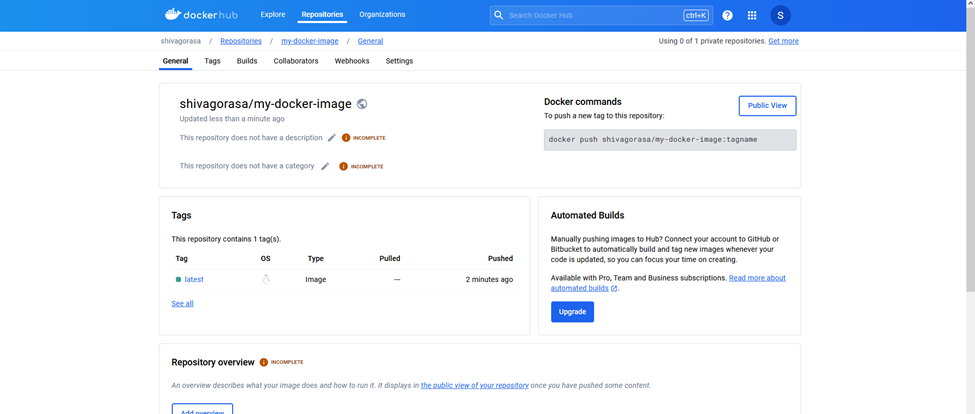 dockerhub
Explore Repositories Organizations
Search Docker Hub ctrl+K
?
S
shivagorasa / Repositories / my-docker-image / General
Using 0 of 1 private repositories. Get more
General Tags Builds Collaborators Webhooks Settings
shivagorasa/my-docker-image
Updated less than a minute ago
This repository does not have a description INCOMPLETE
This repository does not have a category INCOMPLETE
Docker commands
Public View
To push a new tag to this repository:
docker push shivagorasa/my-docker-image:tagname
Tags
This repository contains 1 tag(s).
Tag OS Type Pulled Pushed
latest Image — 2 minutes ago
See all
Automated Builds
Manually pushing images to Hub? Connect your account to GitHub or
Bitbucket to automatically build and tag new images whenever your
code is updated, so you can focus your time on creating.
Available with Pro, Team and Business subscriptions. Read more about
automated builds .
Upgrade
Repository overview INCOMPLETE
An overview describes what your image does and how to run it. It displays in the public view of your repository once you have pushed some content.
Add overview